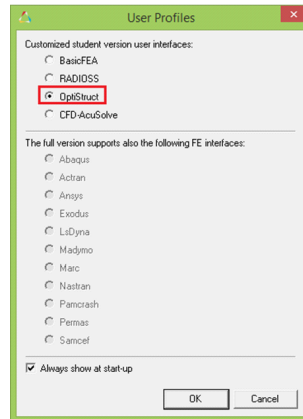 User Profiles
Customized student version user interfaces:
BasicFEA
RADIOSS
OptiStruct
CFD-AcuSolve
The full version supports also the following FE interfaces:
Abaqus
Actran
Ansys
Exodus
LsDyna
Madymo
Marc
Nastran
Pamcrash
Permas
Samcef
Always show at start-up
OK
Cancel